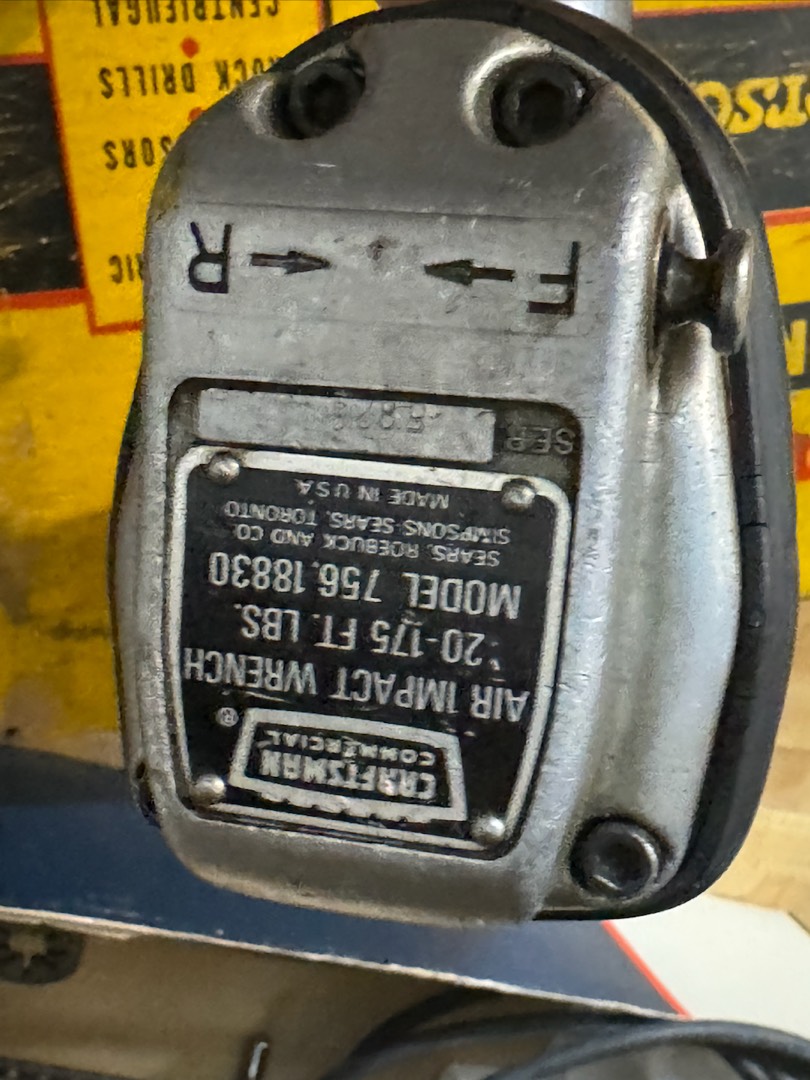 CRAFTSMAN
COMMERCIAL
®
AIR IMPACT WRENCH
20-175 FT. LBS.
MODEL 756.18830
SEARS, ROEBUCK AND CO.
SIMPSONS-SEARS, TORONTO
MADE IN U.S.A.
SER.
F R
CENTRIFUGAL
DRILLS